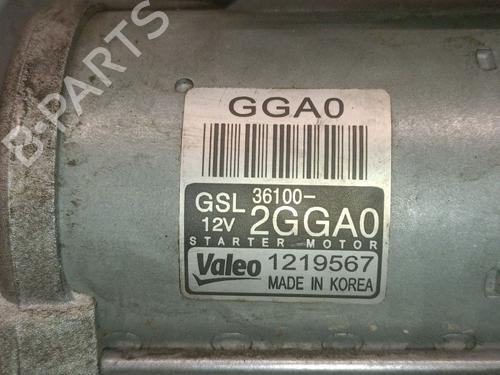 B-PARTS
GGA0
GSL 36100-
12V 2GGA0
STARTER MOTOR
Valeo 1219567
MADE IN KOREA